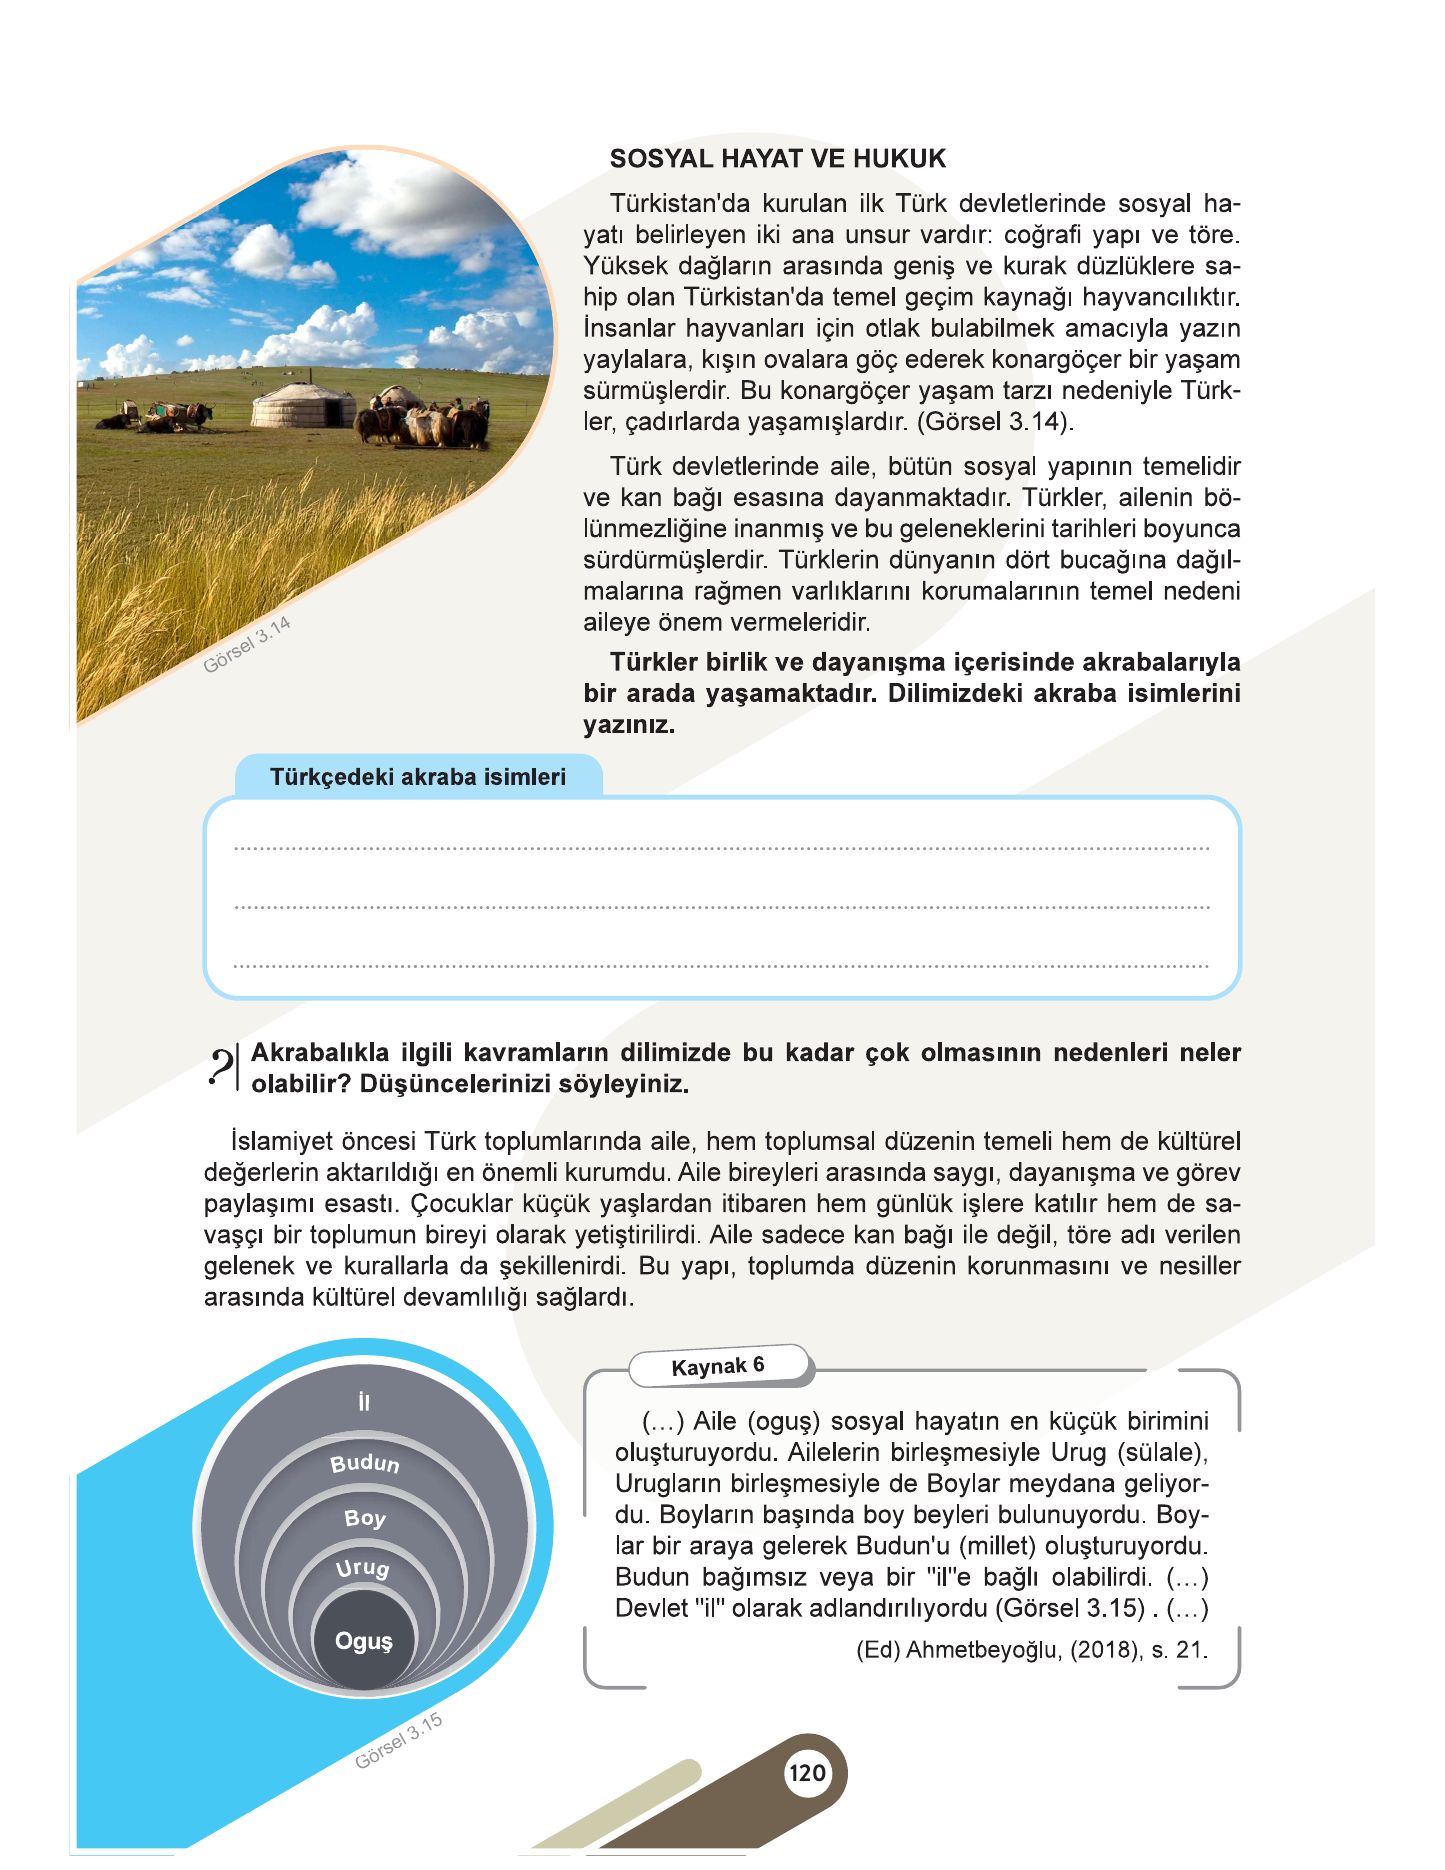 SOSYAL HAYAT VE HUKUK
Türkistan'da kurulan ilk Türk devletlerinde sosyal ha-
yatı belirleyen iki ana unsur vardır: coğrafi yapı ve töre.
Yüksek dağların arasında geniş ve kurak düzlüklere sa-
hip olan Türkistan'da temel geçim kaynağı hayvancılıktır.
İnsanlar hayvanları için otlak bulabilmek amacıyla yazın
yaylalara, kışın ovalara göç ederek konargöçer bir yaşam
sürmüşlerdir. Bu konargöçer yaşam tarzı nedeniyle Türk-
ler, çadırlarda yaşamışlardır. (Görsel 3.14).
Türk devletlerinde aile, bütün sosyal yapının temelidir
ve kan bağı esasına dayanmaktadır. Türkler, ailenin bö-
lünmezliğine inanmış ve bu geleneklerini tarihleri boyunca
sürdürmüşlerdir. Türklerin dünyanın dört bucağına dağıl-
malarına rağmen varlıklarını korumalarının temel nedeni
aileye önem vermeleridir.
Görsel 3.14
Türkler birlik ve dayanışma içerisinde akrabalarıyla
bir arada yaşamaktadır. Dilimizdeki akraba isimlerini
yazınız.
Türkçedeki akraba isimleri
? Akrabalıkla ilgili kavramların dilimizde bu kadar çok olmasının nedenleri neler
olabilir? Düşüncelerinizi söyleyiniz.
İslamiyet öncesi Türk toplumlarında aile, hem toplumsal düzenin temeli hem de kültürel
değerlerin aktarıldığı en önemli kurumdu. Aile bireyleri arasında saygı, dayanışma ve görev
paylaşımı esastı. Çocuklar küçük yaşlardan itibaren hem günlük işlere katılır hem de sa-
vaşçı bir toplumun bireyi olarak yetiştirilirdi. Aile sadece kan bağı ile değil, töre adı verilen
gelenek ve kurallarla da şekillenirdi. Bu yapı, toplumda düzenin korunmasını ve nesiller
arasında kültürel devamlılığı sağlardı.
İl
Budun
Boy
Urug
Oguş
Görsel 3.15
Kaynak 6
(...) Aile (oguş) sosyal hayatın en küçük birimini
oluşturuyordu. Ailelerin birleşmesiyle Urug (sülale),
Urugların birleşmesiyle de Boylar meydana geliyor-
du. Boyların başında boy beyleri bulunuyordu. Boy-
lar bir araya gelerek Budun'u (millet) oluşturuyordu.
Budun bağımsız veya bir "il"e bağlı olabilirdi. (...)
Devlet "il" olarak adlandırılıyordu (Görsel 3.15) . (...)
(Ed) Ahmetbeyoğlu, (2018), s. 21.
120